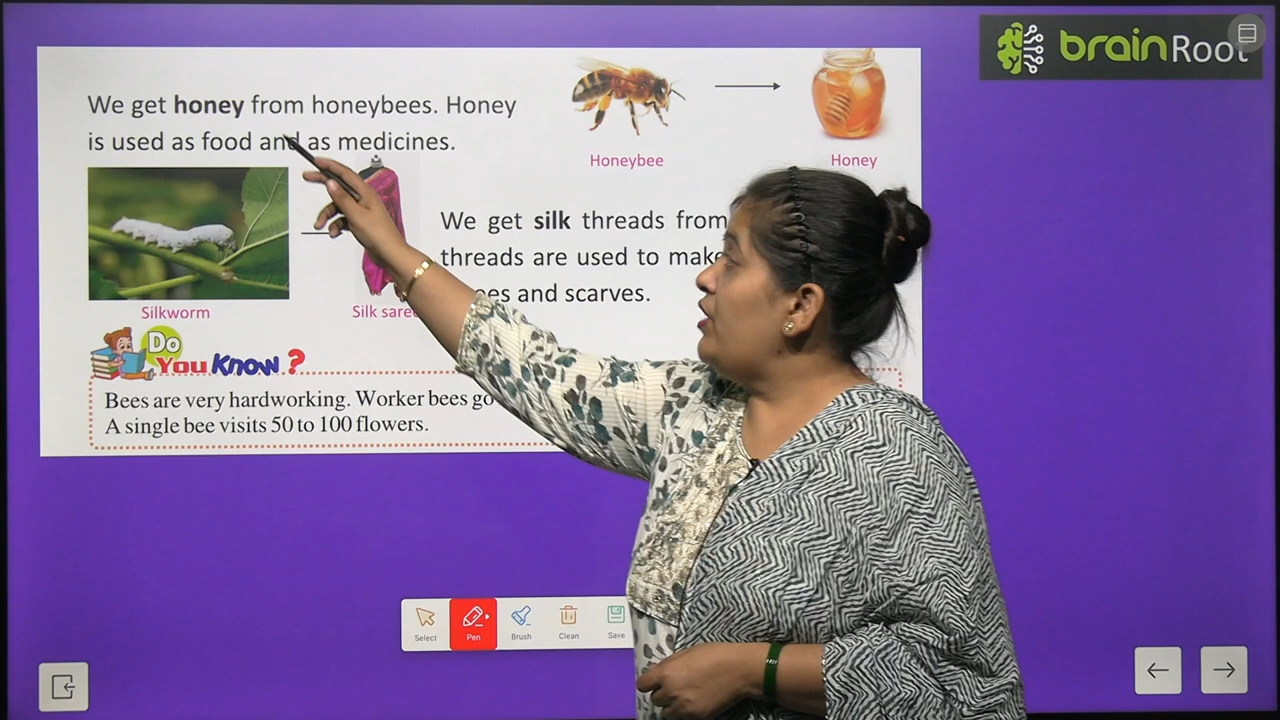 brainRoot
We get honey from honeybees. Honey
is used as food and as medicines.
Honeybee
Honey
We get silk threads from
threads are used to make
and scarves.
Silkworm
Silk saree
Do
You Know?
Bees are very hardworking. Worker bees go
A single bee visits 50 to 100 flowers.
Select
Pen
Brush
Clean
Save